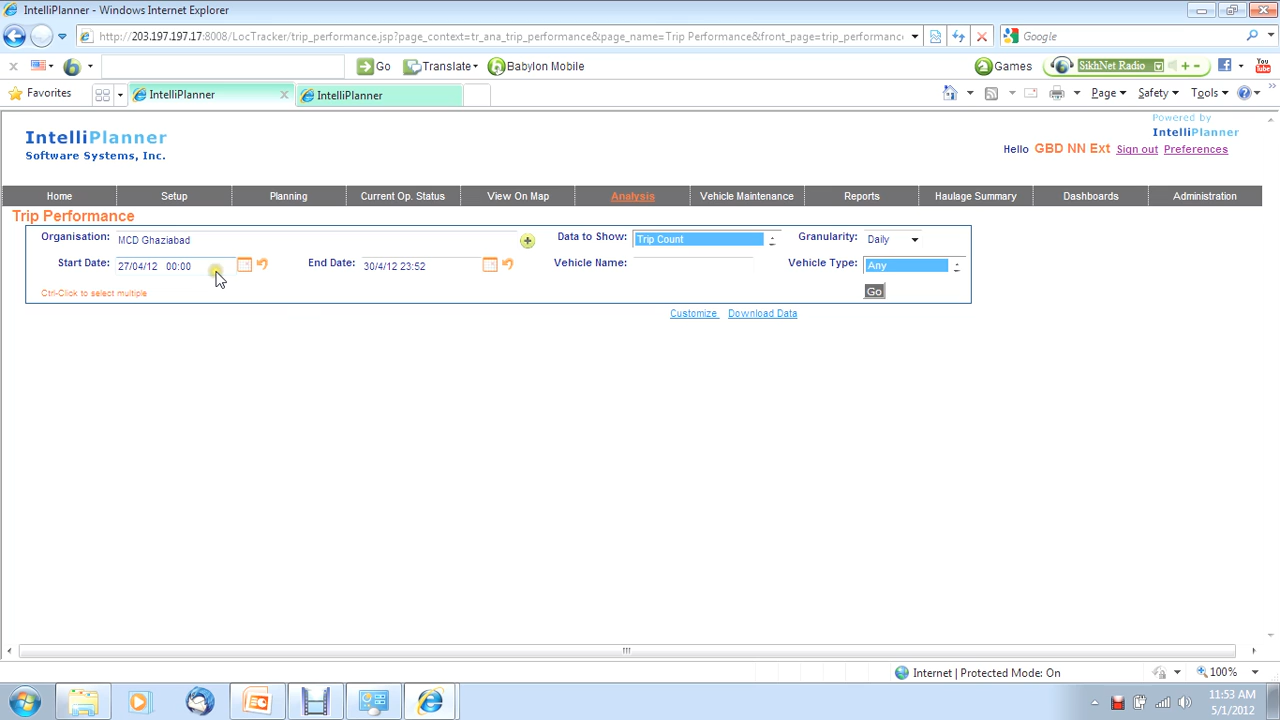 IntelliPlanner - Windows Internet Explorer
http://203.197.197.17:8008/LocTracker/trip_performance.jsp?page_context=tr_ana_trip_performance&page_name=Trip Performance&front_page=trip_performance
Google
Go
Translate
Babylon Mobile
Games
SikhNet Radio
You Tube
Favorites
IntelliPlanner
IntelliPlanner
Page
Safety
Tools
IntelliPlanner
Software Systems, Inc.
Powered by
IntelliPlanner
Hello GBD NN Ext Sign out Preferences
Home Setup Planning Current Op. Status View On Map Analysis Vehicle Maintenance Reports Haulage Summary Dashboards Administration
Trip Performance
Organisation: MCD Ghaziabad Data to Show: Trip Count Granularity: Daily
Start Date: 27/04/12 00:00 End Date: 30/4/12 23:52 Vehicle Name: Vehicle Type: Any
Ctrl-Click to select multiple Go
Customize Download Data
Internet | Protected Mode: On
100%
11:53 AM
5/1/2012